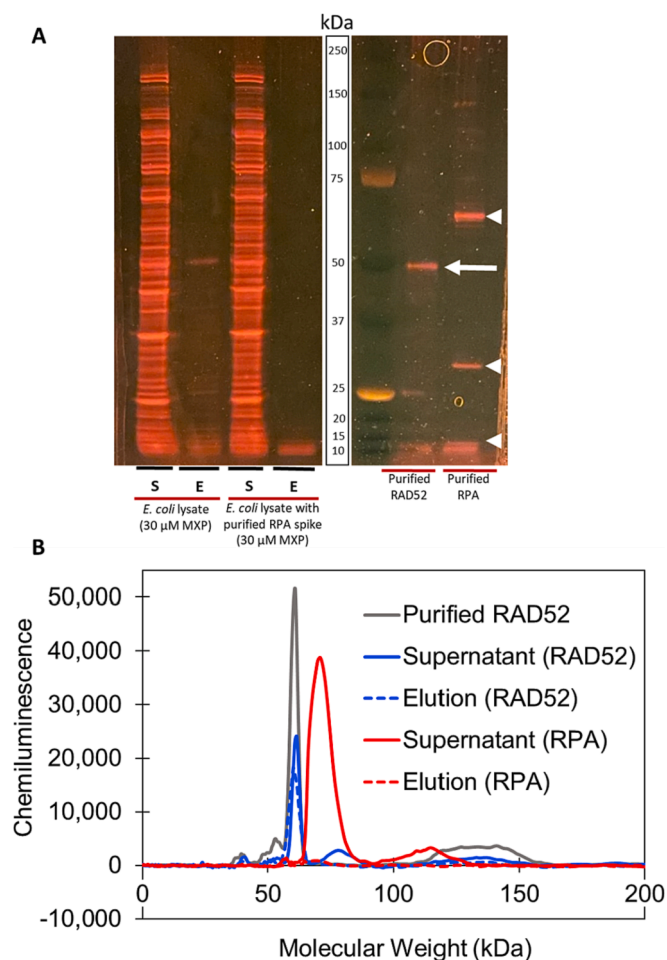 A
kDa
250
150
100
75
50
37
25
20
15
10
S E S E
E. coli lysate
(30 µM MXP)
E. coli lysate with
purified RPA spike
(30 µM MXP)
Purified
RAD52
Purified
RPA
B
50,000
40,000
30,000
20,000
10,000
0
-10,000
Chemiluminescence
Purified RAD52
Supernatant (RAD52)
Elution (RAD52)
Supernatant (RPA)
Elution (RPA)
0 50 100 150 200
Molecular Weight (kDa)